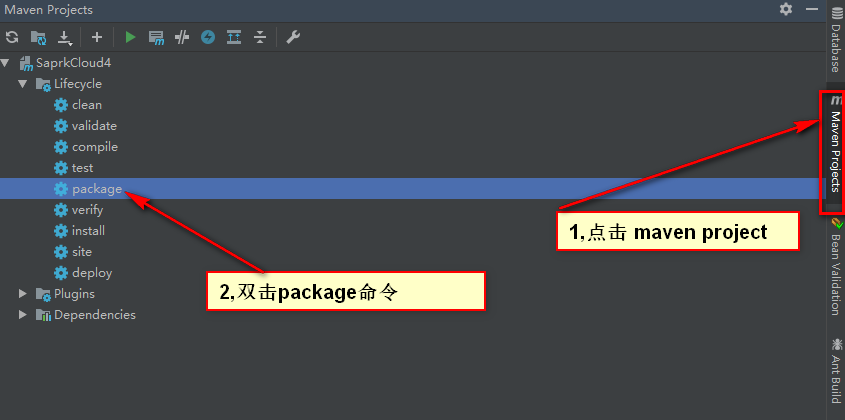 Maven Projects
SaprkCloud4
Lifecycle
clean
validate
compile
test
package
verify
install
site
deploy
Plugins
Dependencies
1,点击 maven project
2,双击package命令
Database
Maven Projects
Bean Validation
Ant Build